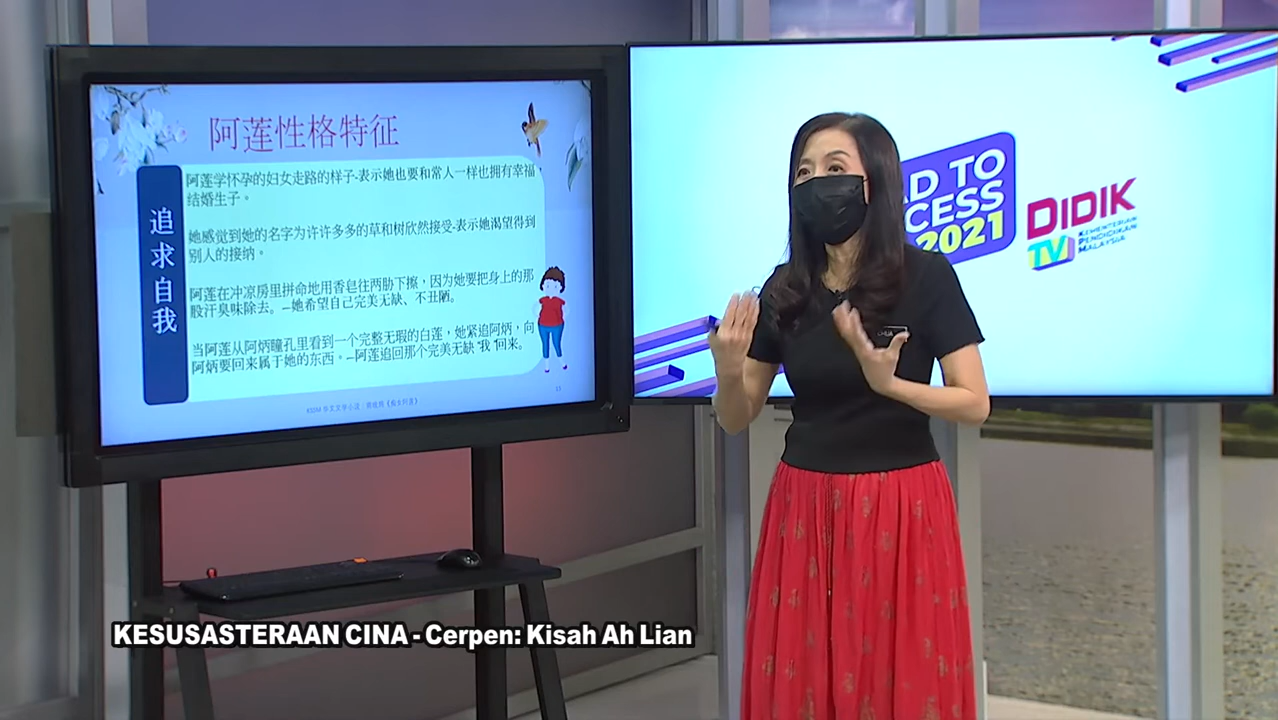 阿莲性格特征
追求自我
阿莲学怀孕的妇女走路的样子-表示她也要和常人一样也拥有幸福
结婚生子。
她感觉到她的名字为许许多多的草和树欣然接受-表示她渴望得到
别人的接纳。
阿莲在冲凉房里拼命地用香皂往两胁下擦，因为她要把身上的那
股汗臭味除去。–她希望自己完美无缺、不丑陋。
当阿莲从阿炳瞳孔里看到一个完整无瑕的白莲，她紧追阿炳，向
阿炳要回来属于她的东西。–阿莲追回那个完美无缺"我"回来。
AD TO
CESS
2021
DIDIK
TV
KEMENTERIAN
PENDIDIKAN
MALAYSIA
KESUSASTERAAN CINA - Cerpen: Kisah Ah Lian